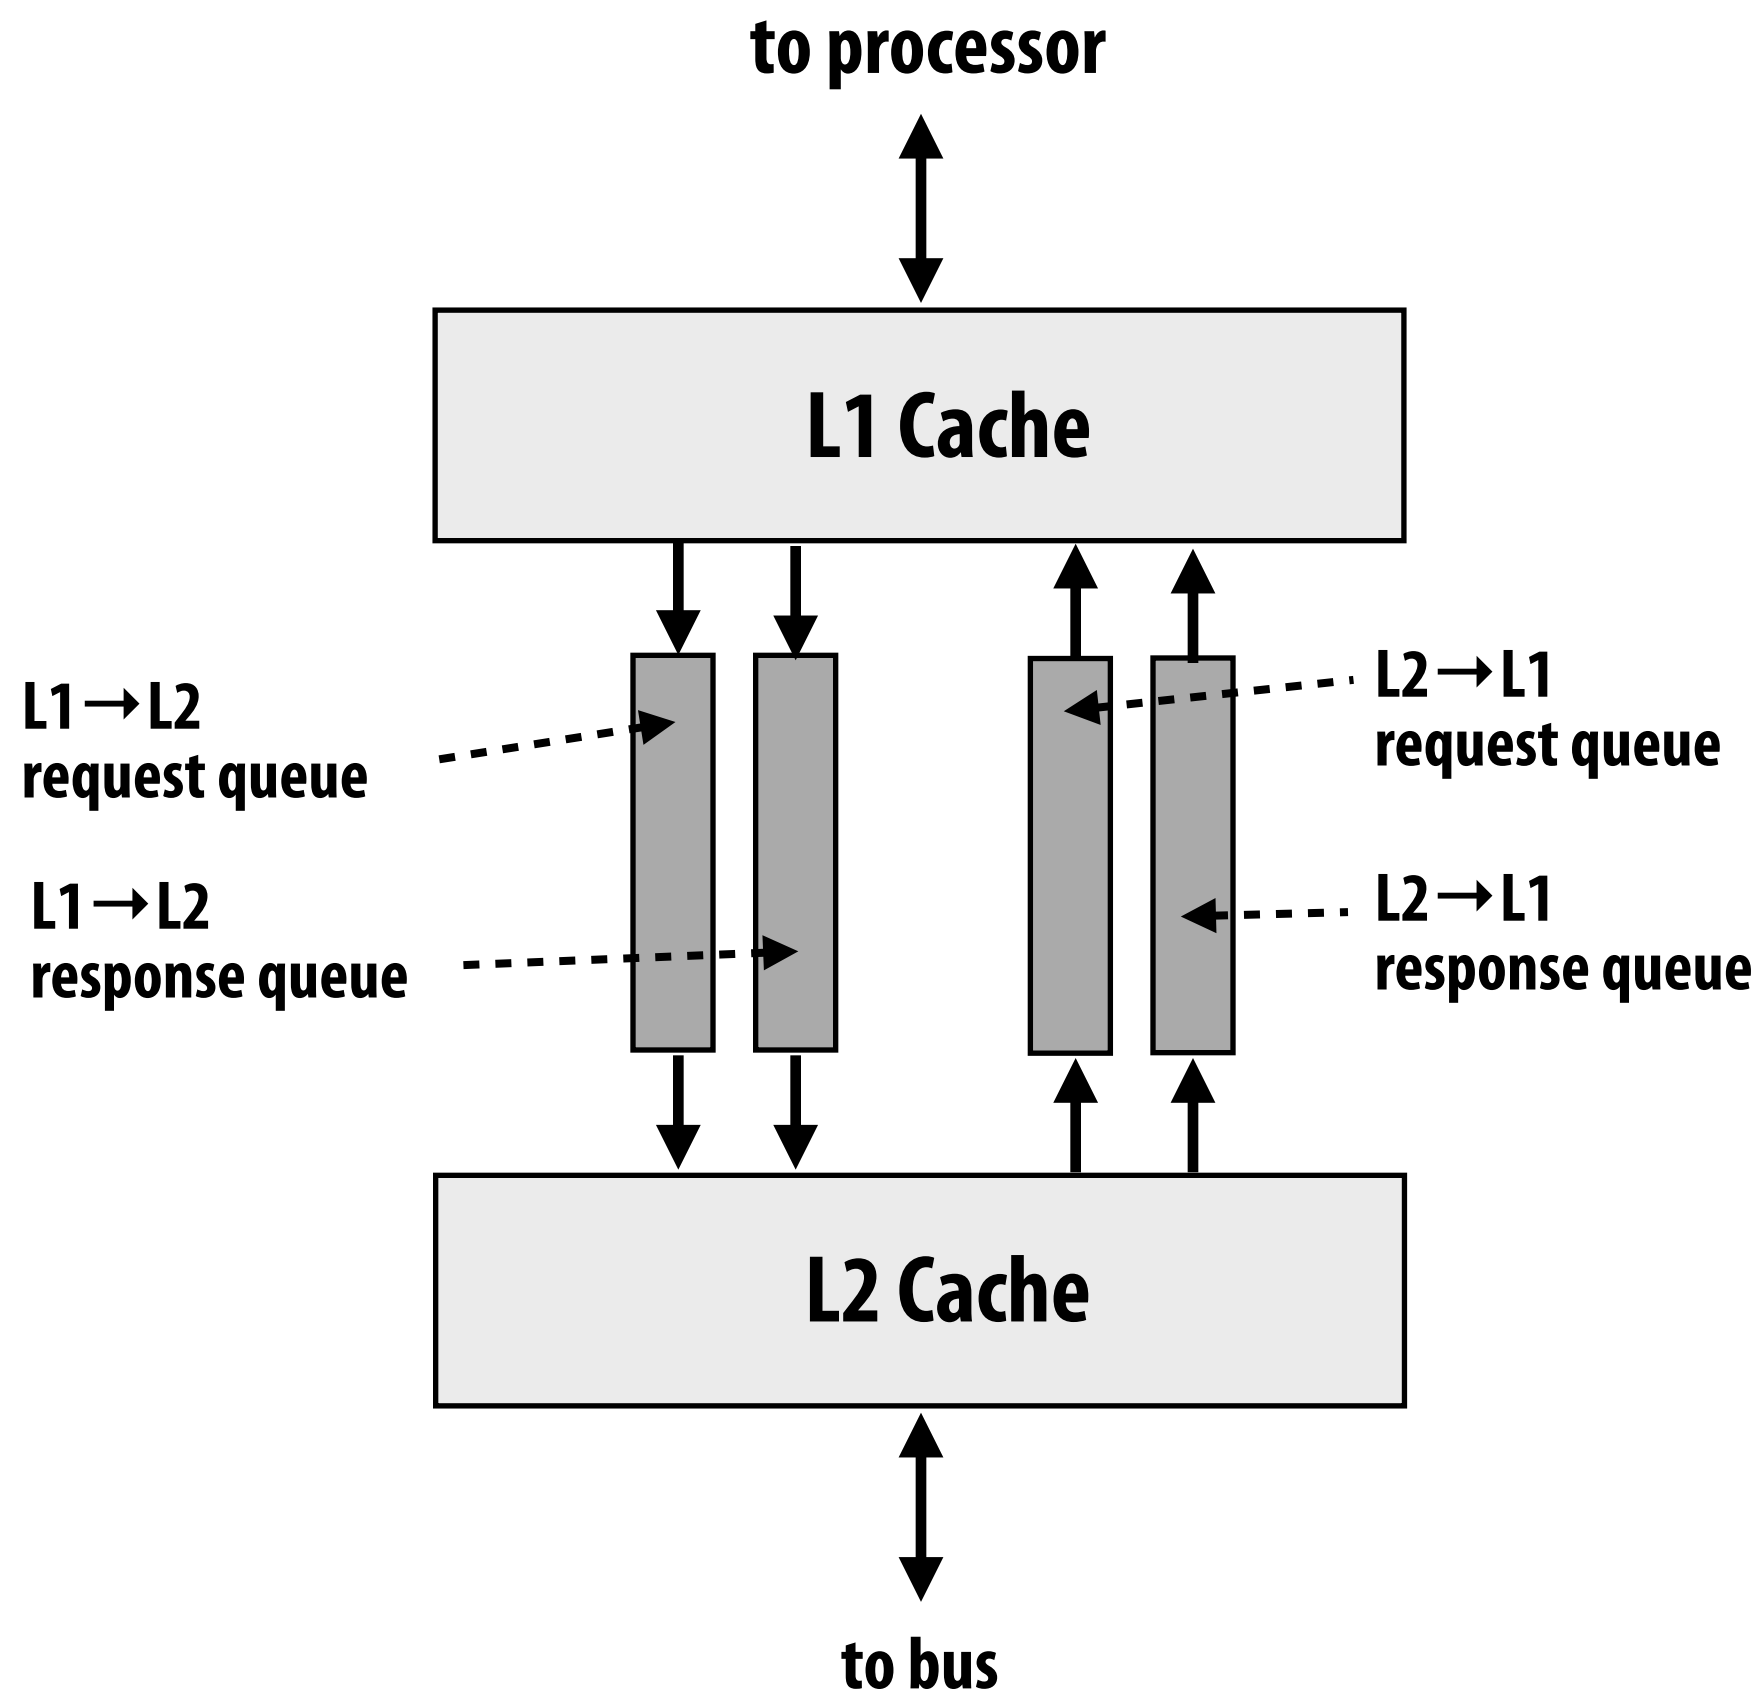 to processor
L1 Cache
L1→L2
request queue
L2→L1
request queue
L1→L2
response queue
L2→L1
response queue
L2 Cache
to bus